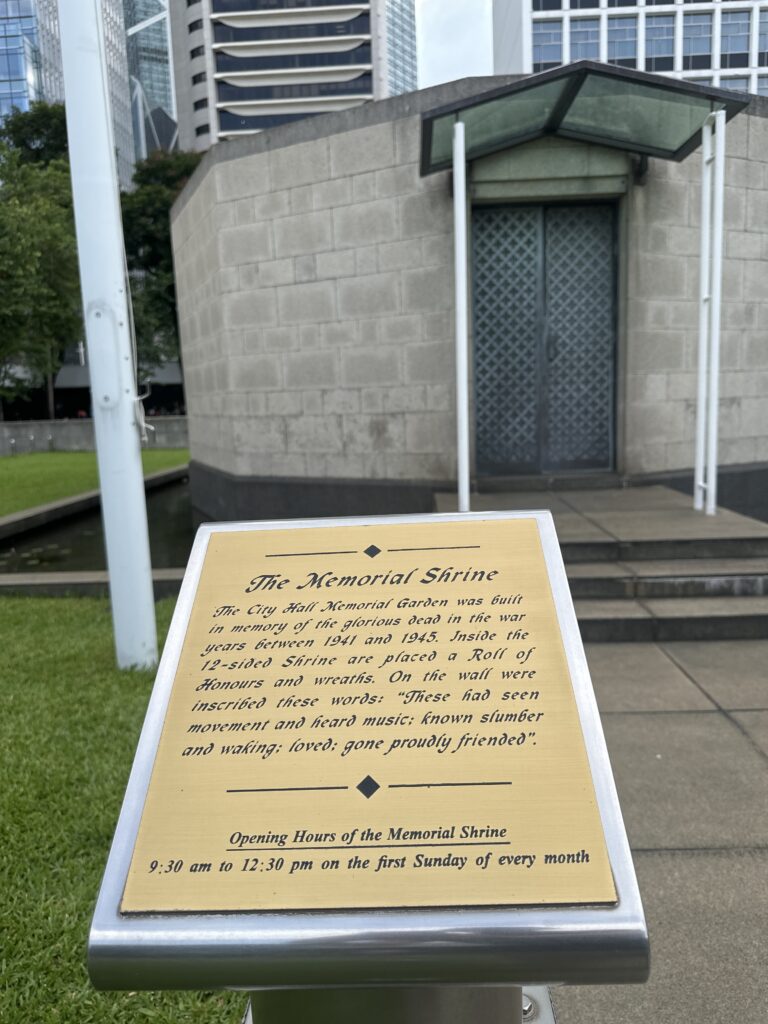 The Memorial Shrine
The City Hall Memorial Garden was built
in memory of the glorious dead in the war
years between 1941 and 1945. Inside the
12-sided Shrine are placed a Roll of
Honours and wreaths. On the wall were
inscribed these words: "These had seen
movement and heard music; known slumber
and waking; loved; gone proudly friended".
Opening Hours of the Memorial Shrine
9:30 am to 12:30 pm on the first Sunday of every month